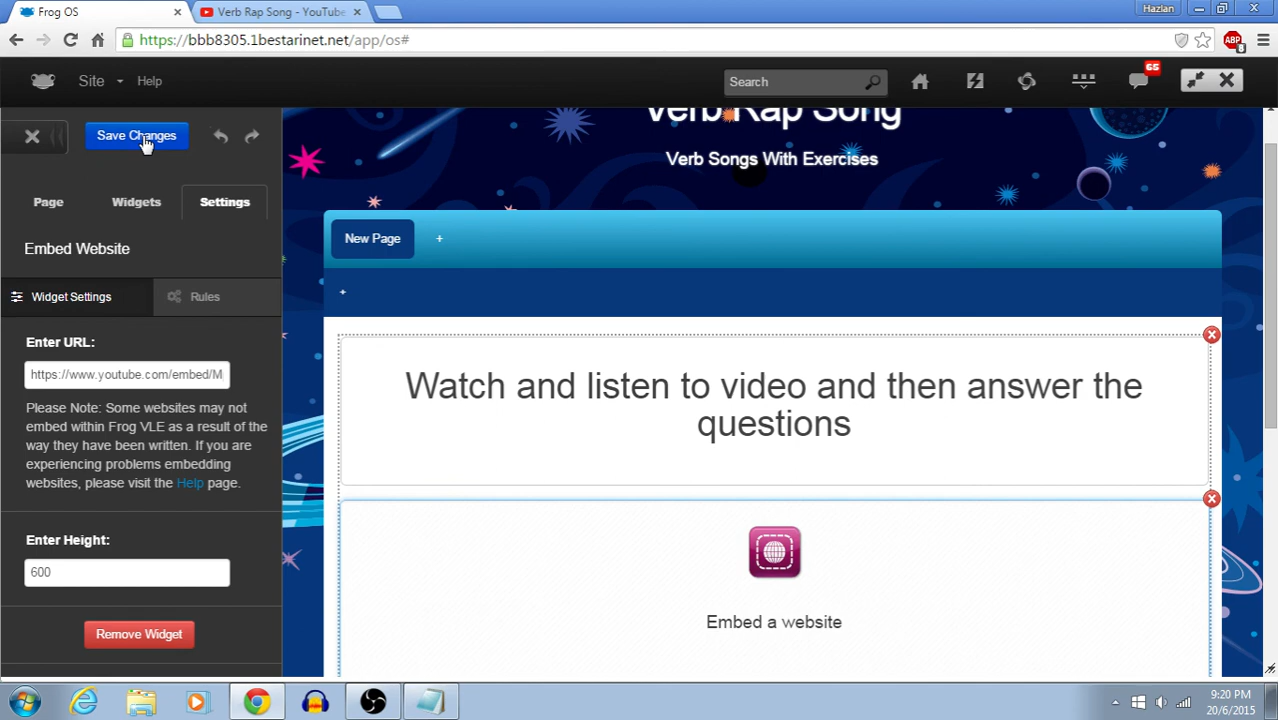 Frog OS
Verb Rap Song - YouTube
Hazlan
https://bbb8305.1bestarinet.net/app/os#
ABP
8
Site
Help
Search
65
Save Changes
Page
Widgets
Settings
Embed Website
Widget Settings
Rules
Enter URL:
https://www.youtube.com/embed/M
Please Note: Some websites may not
embed within Frog VLE as a result of the
way they have been written. If you are
experiencing problems embedding
websites, please visit the Help page.
Enter Height:
600
Remove Widget
Verb Rap Song
Verb Songs With Exercises
New Page
+
+
Watch and listen to video and then answer the
questions
Embed a website
9:20 PM
20/6/2015